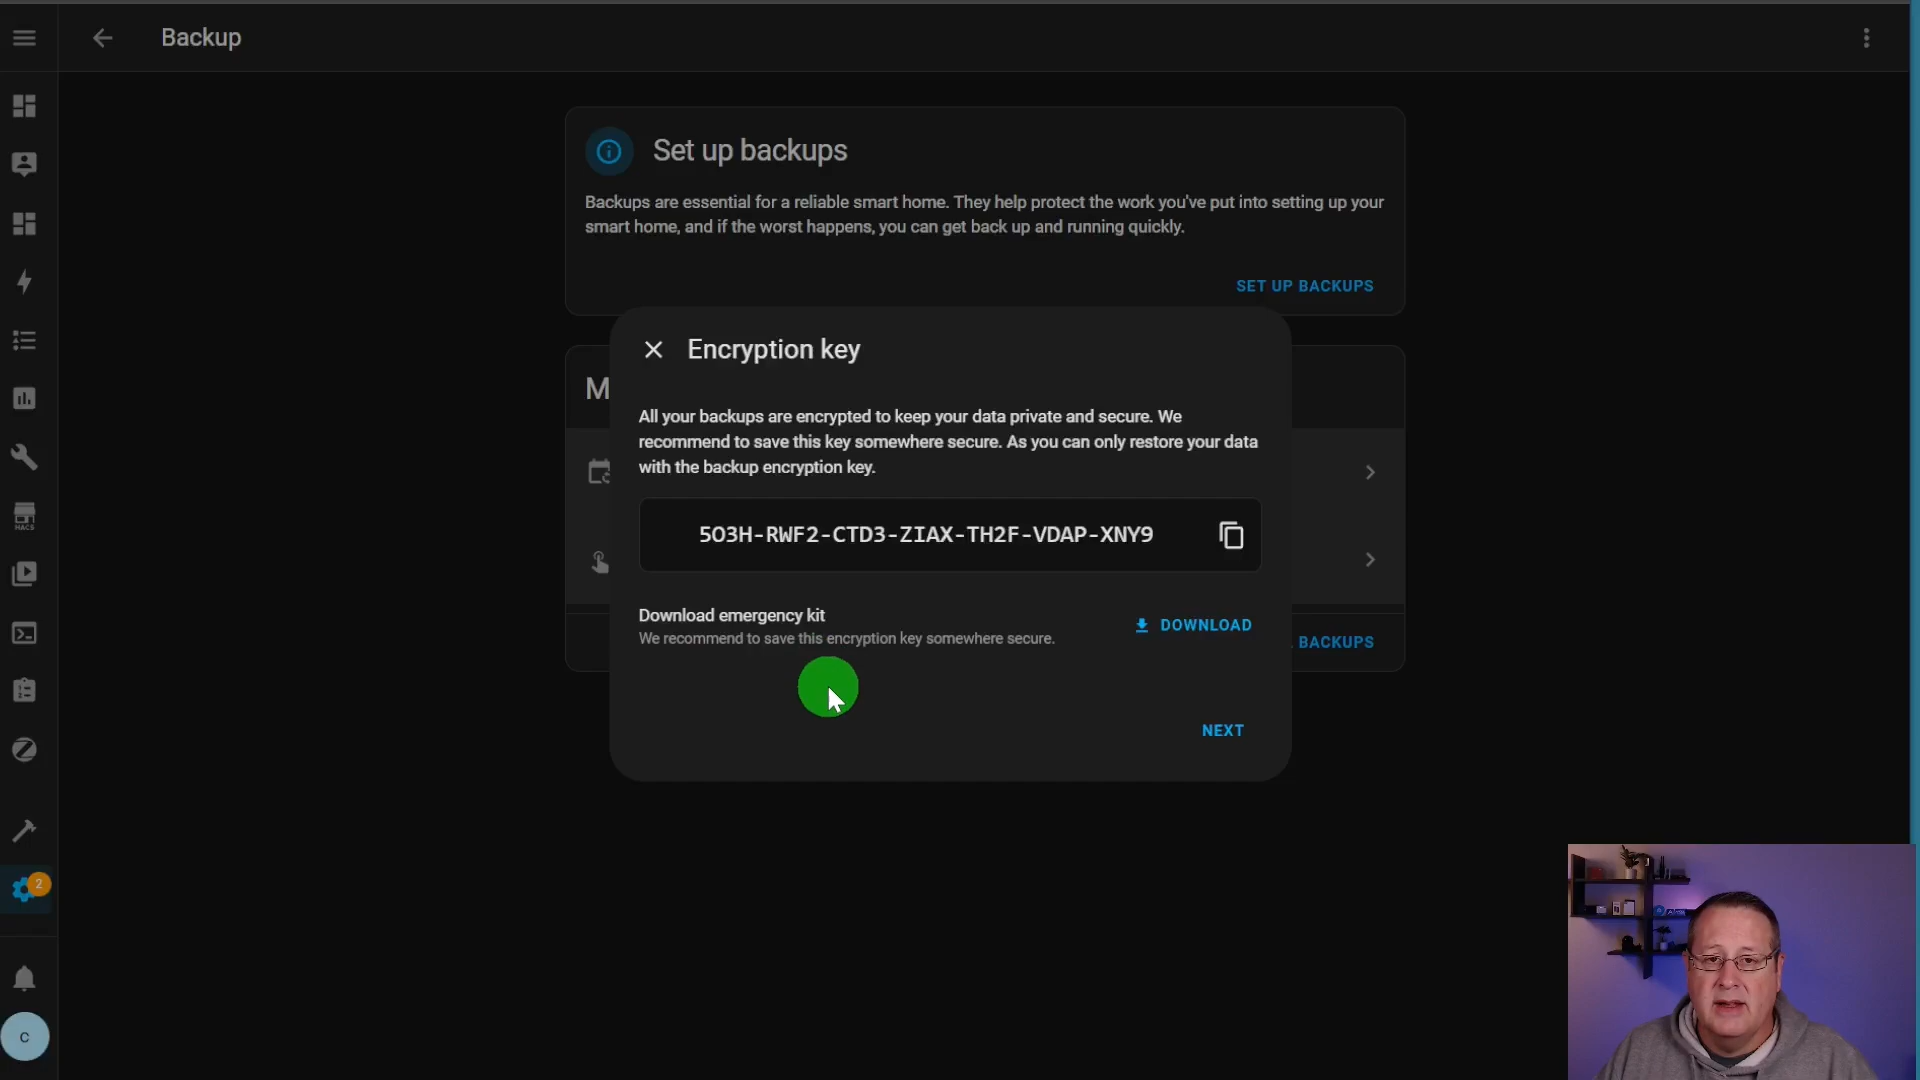 Backup
Set up backups
Backups are essential for a reliable smart home. They help protect the work you've put into setting up your
smart home, and if the worst happens, you can get back up and running quickly.
SET UP BACKUPS
M
Encryption key
All your backups are encrypted to keep your data private and secure. We
recommend to save this key somewhere secure. As you can only restore your data
with the backup encryption key.
5O3H-RWF2-CTD3-ZIAX-TH2F-VDAP-XNY9
Download emergency kit
We recommend to save this encryption key somewhere secure.
DOWNLOAD
BACKUPS
NEXT
HACS
2
C